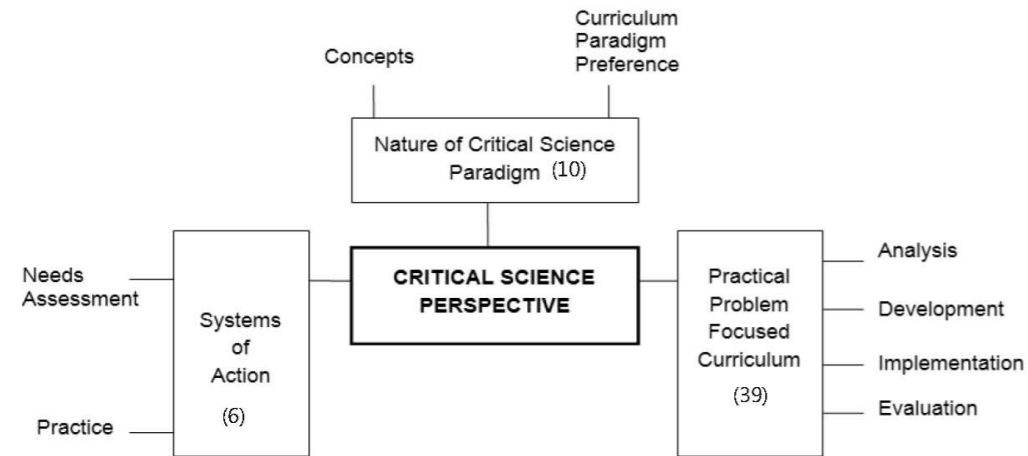 Concepts
Curriculum
Paradigm
Preference
Nature of Critical Science
Paradigm (10)
Needs
Assessment
Practice
Systems
of
Action
(6)
CRITICAL SCIENCE
PERSPECTIVE
Practical
Problem
Focused
Curriculum
(39)
Analysis
Development
Implementation
Evaluation